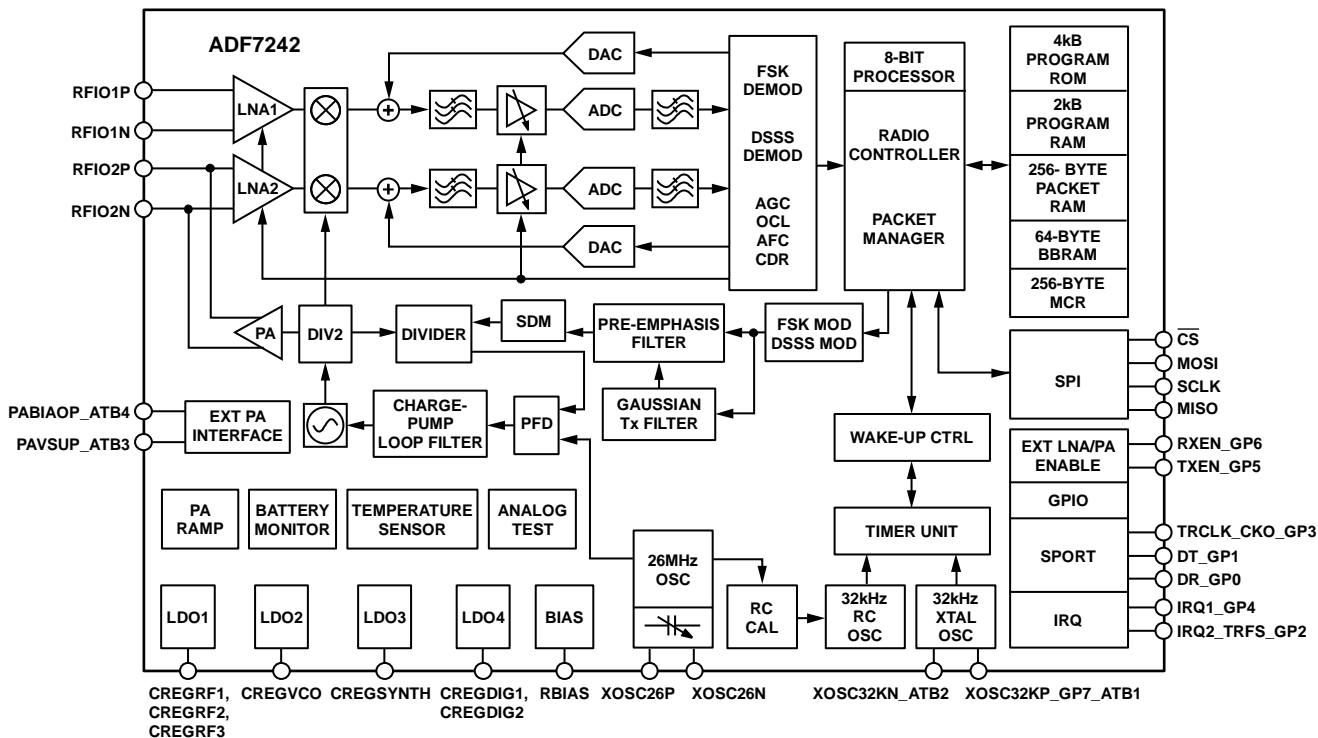 ADF7242
RFIO1P
RFIO1N
RFIO2P
RFIO2N
LNA1
LNA2
DAC
ADC
ADC
DAC
FSK
DEMOD
DSSS
DEMOD
AGC
OCL
AFC
CDR
8-BIT
PROCESSOR
RADIO
CONTROLLER
PACKET
MANAGER
4kB
PROGRAM
ROM
2kB
PROGRAM
RAM
256- BYTE
PACKET
RAM
64-BYTE
BBRAM
256-BYTE
MCR
PA
DIV2
DIVIDER
SDM
PRE-EMPHASIS
FILTER
FSK MOD
DSSS MOD
GAUSSIAN
Tx FILTER
PABIAOP_ATB4
PAVSUP_ATB3
EXT PA
INTERFACE
CHARGE-
PUMP
LOOP FILTER
PFD
SPI
CS
MOSI
SCLK
MISO
WAKE-UP CTRL
EXT LNA/PA
ENABLE
RXEN_GP6
TXEN_GP5
GPIO
PA
RAMP
BATTERY
MONITOR
TEMPERATURE
SENSOR
ANALOG
TEST
TIMER UNIT
SPORT
TRCLK_CKO_GP3
DT_GP1
DR_GP0
26MHz
OSC
RC
CAL
32kHz
RC
OSC
32kHz
XTAL
OSC
IRQ
IRQ1_GP4
IRQ2_TRFS_GP2
LDO1
LDO2
LDO3
LDO4
BIAS
CREGRF1,
CREGRF2,
CREGRF3
CREGVCO
CREGSYNTH
CREGDIG1,
CREGDIG2
RBIAS
XOSC26P
XOSC26N
XOSC32KN_ATB2
XOSC32KP_GP7_ATB1